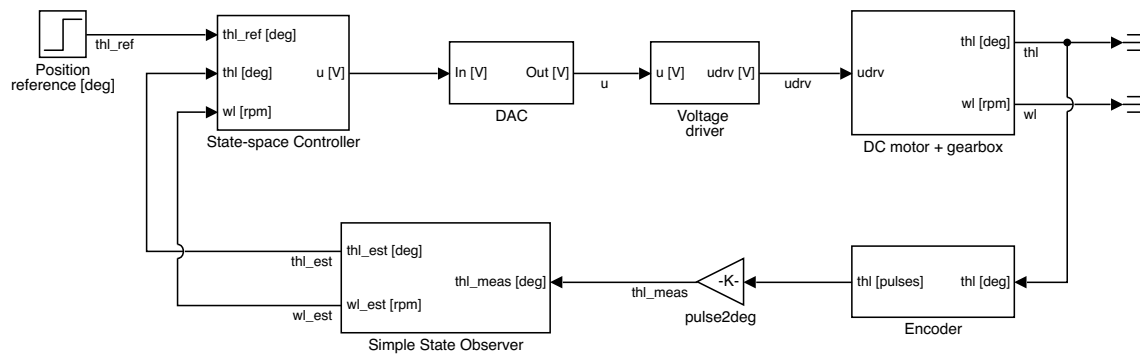 thl_ref
Position
reference [deg]
thl_ref [deg]
thl [deg]
wl [rpm]
u [V]
State-space Controller
In [V]
Out [V]
DAC
u
u [V]
udrv [V]
Voltage
driver
udrv
udrv
thl [deg]
wl [rpm]
DC motor + gearbox
thl
wl
thl_est [deg]
wl_est [rpm]
thl_meas [deg]
Simple State Observer
thl_est
wl_est
thl_meas
-K-
pulse2deg
thl [pulses]
thl [deg]
Encoder